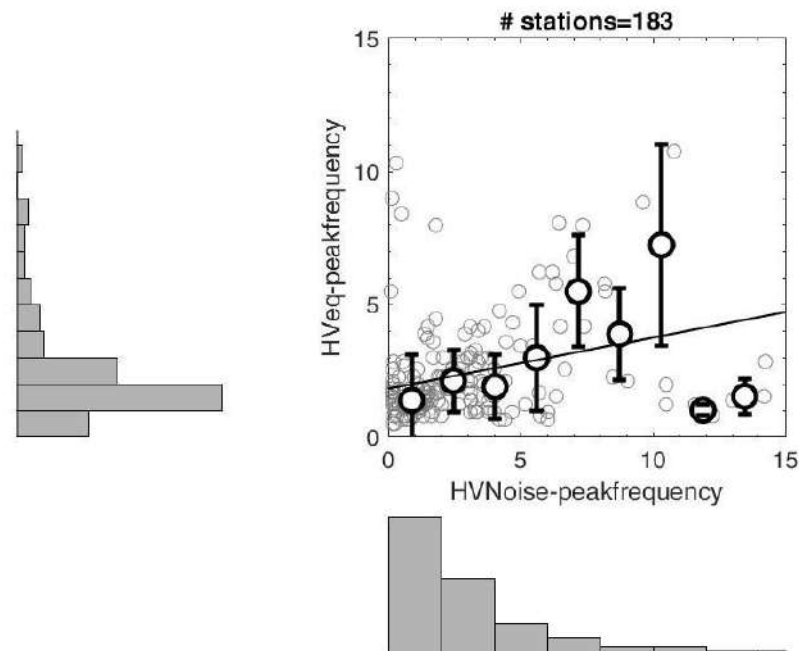 # stations=183
15
10
5
0
HVeq-peakfrequency
0 5 10 15
HVNoise-peakfrequency